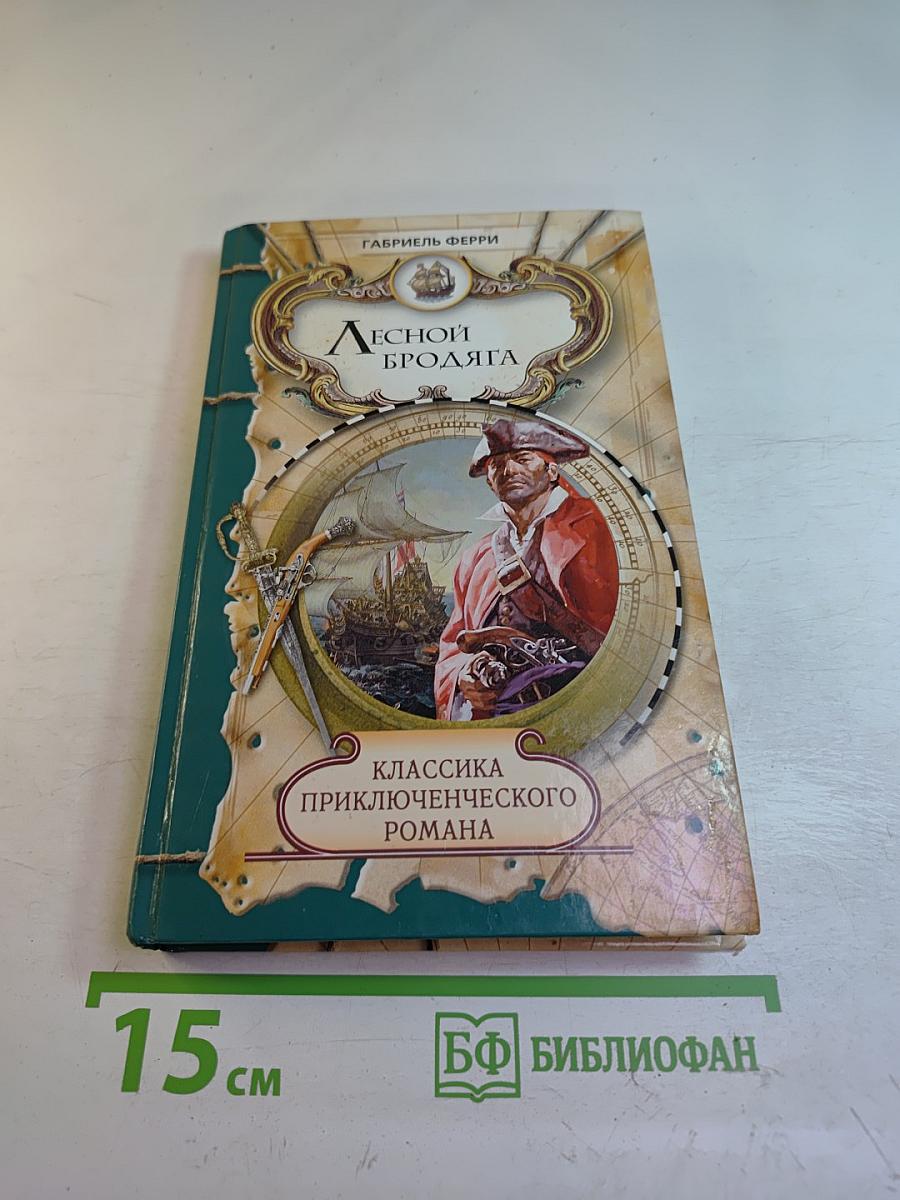 ГАБРИЕЛЬ ФЕРРИ
ЛЕСНОЙ
БРОДЯГА
КЛАССИКА
ПРИКЛЮЧЕНЧЕСКОГО
РОМАНА
15 см
БФ БИБЛИОФАН